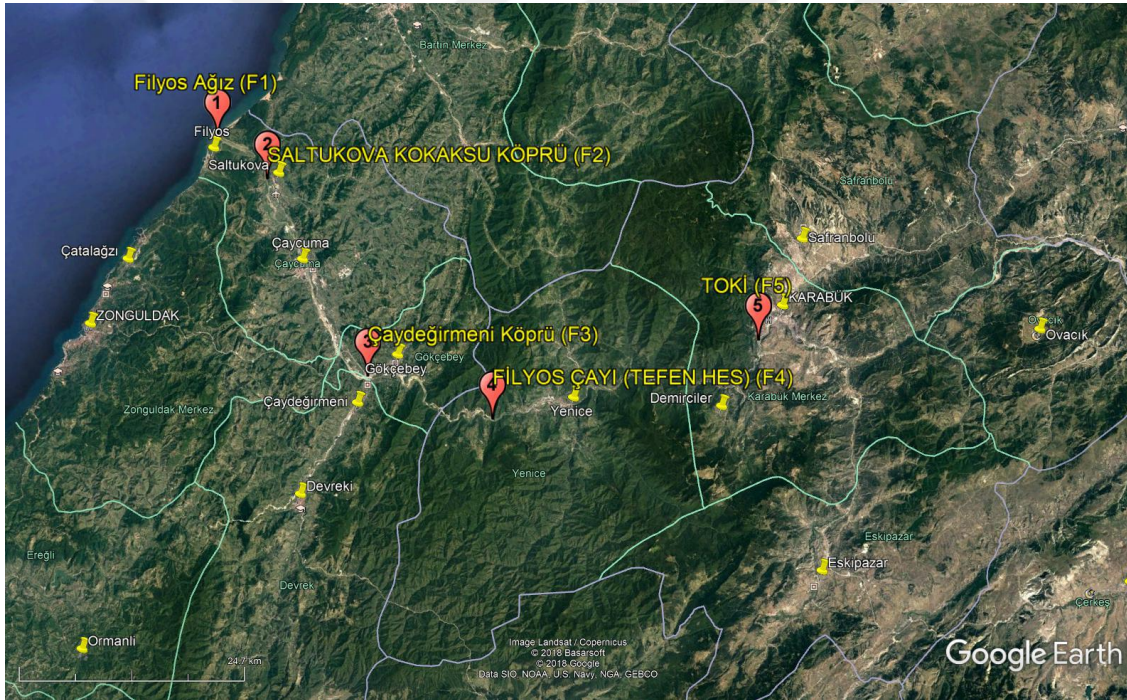 Bartın Merkez
Filyos Ağız (F1)
1
Filyos
2
SALTUKOVA KOKAKSU KÖPRÜ (F2)
Saltukova
Safranbolu
Safranbolu
Çatalağzı
Çaycuma
Çaycuma
TOKİ (F5)
5
KARABUK
ZONGULDAK
Ovacık
Ovacık
3
Çaydeğirmeni Köprü (F3)
Gökçebey
Gökçebey
4
FİLYOS ÇAYI (TEFEN HES) (F4)
Çaydeğirmeni
Zonguldak Merkez
Yenice
Demirciler
Karabük Merkez
Yenice
Devreki
Eskipazar
Ereğli
Eskipazar
Devrek
Çerkeş
Ormanli
24.7 km
Image Landsat / Copernicus
© 2018 Basarsoft
© 2018 Google
Data SIO, NOAA, U.S. Navy, NGA, GEBCO
Google Earth